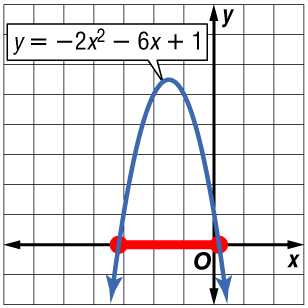 y
y = −2x² − 6x + 1
O
x